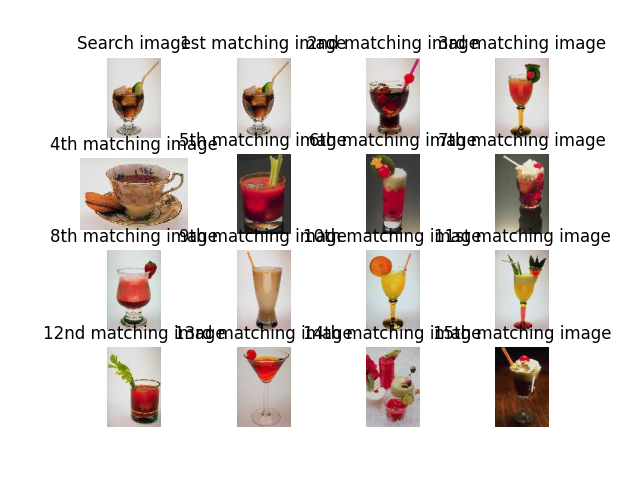 Search image
1st matching image
2nd matching image
3rd matching image
4th matching image
5th matching image
6th matching image
7th matching image
8th matching image
9th matching image
10th matching image
11st matching image
12nd matching image
13rd matching image
14th matching image
15th matching image